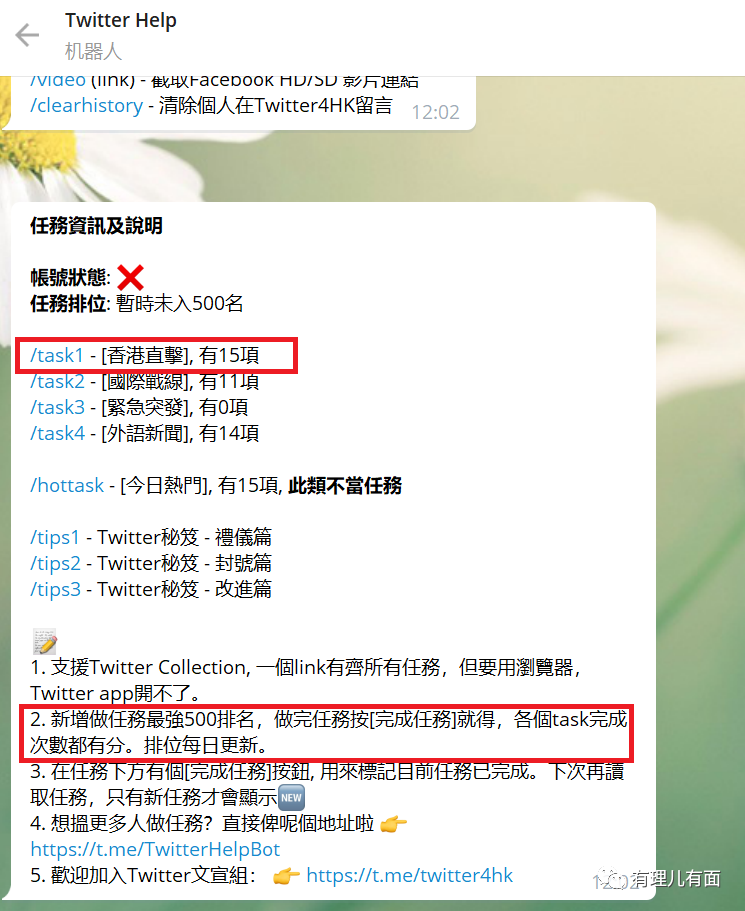 Twitter Help
机器人
/video (link) - 截取Facebook HD/SD 影片連結
/clearhistory - 清除個人在Twitter4HK留言 12:02
任務資訊及說明
帳號狀態: ❌
任務排位: 暫時未入500名
/task1 - [香港直擊], 有15項
/task2 - [國際戰線], 有11項
/task3 - [緊急突發], 有0項
/task4 - [外語新聞], 有14項
/hottask - [今日熱門], 有15項, 此類不當任務
/tips1 - Twitter秘笈 - 禮儀篇
/tips2 - Twitter秘笈 - 封號篇
/tips3 - Twitter秘笈 - 改進篇
📝
1. 支援Twitter Collection, 一個link有齊所有任務，但要用瀏覽器，
Twitter app開不了。
2. 新增做任務最強500排名，做完任務按[完成任務]就得，各個task完成
次數都有分。排位每日更新。
3. 在任務下方有個[完成任務]按鈕, 用來標記目前任務已完成。下次再讀
取任務，只有新任務才會顯示🆕
4. 想搵更多人做任務？直接俾呢個地址啦 👉
https://t.me/TwitterHelpBot
5. 歡迎加入Twitter文宣組： 👉 https://t.me/twitter4hk
12:02
有理儿有面